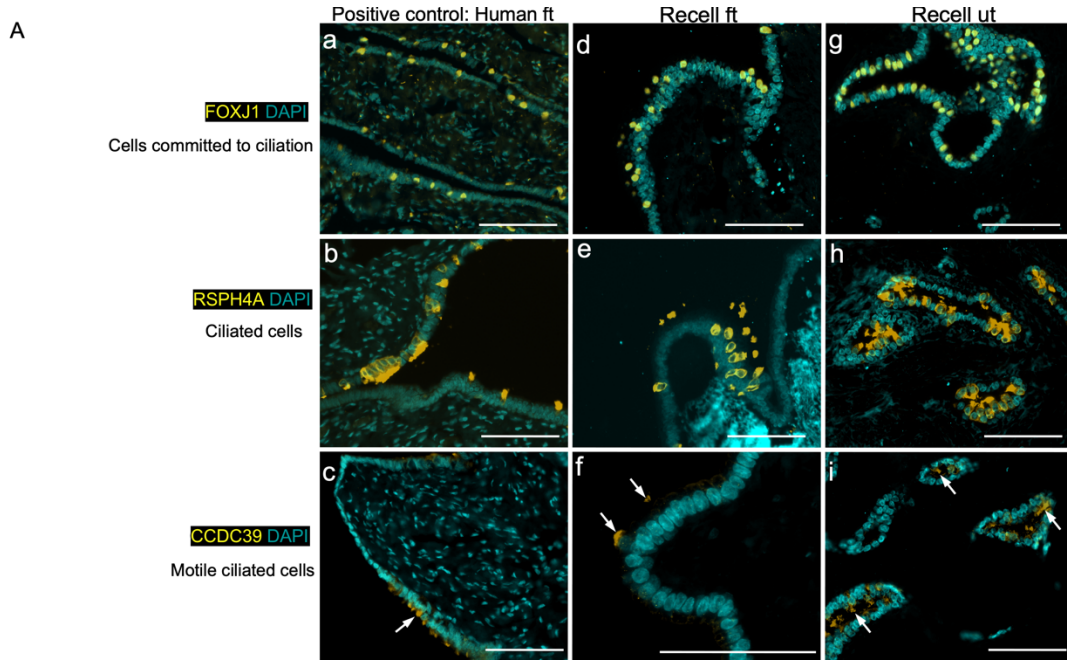 A
Positive control: Human ft
Recell ft
Recell ut
FOXJ1 DAPI
Cells committed to ciliation
a
d
g
RSPH4A DAPI
Ciliated cells
b
e
h
CCDC39 DAPI
Motile ciliated cells
c
f
i